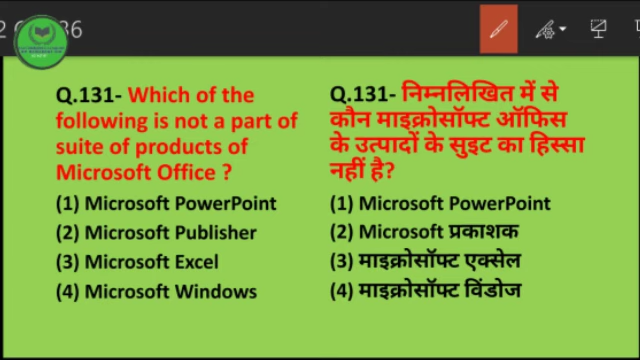 Q.131- Which of the
following is not a part of
suite of products of
Microsoft Office ?
(1) Microsoft PowerPoint
(2) Microsoft Publisher
(3) Microsoft Excel
(4) Microsoft Windows
Q.131- निम्नलिखित में से
कौन माइक्रोसॉफ्ट ऑफिस
के उत्पादों के सुइट का हिस्सा
नहीं है?
(1) Microsoft PowerPoint
(2) Microsoft प्रकाशक
(3) माइक्रोसॉफ्ट एक्सेल
(4) माइक्रोसॉफ्ट विंडोज